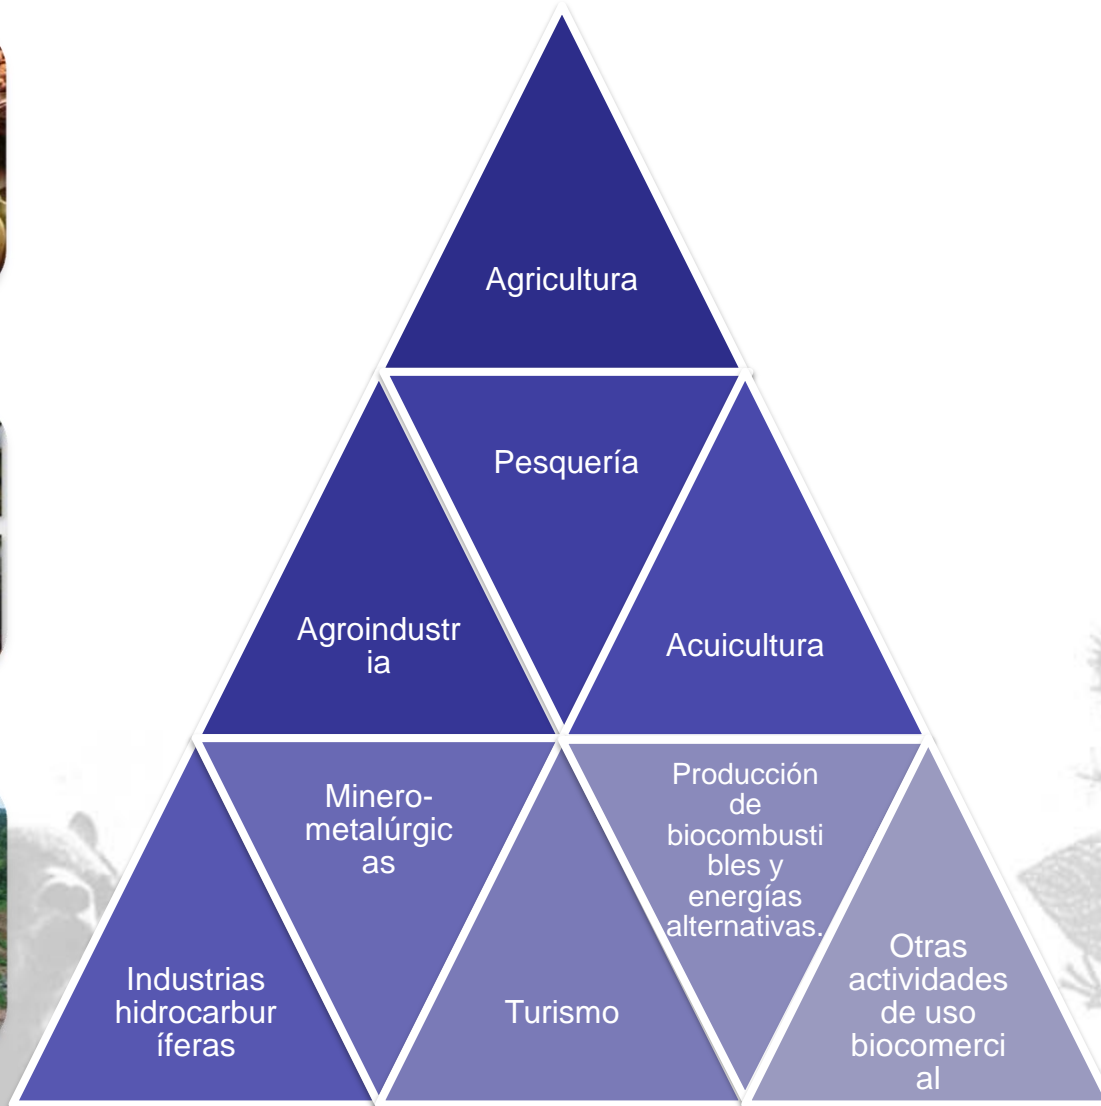 Agricultura
Pesquería
Agroindustr
ia
Acuicultura
Minero-
metalúrgic
as
Producción
de
biocombusti
bles y
energías
alternativas.
Industrias
hidrocarbur
íferas
Turismo
Otras
actividades
de uso
biocomerci
al